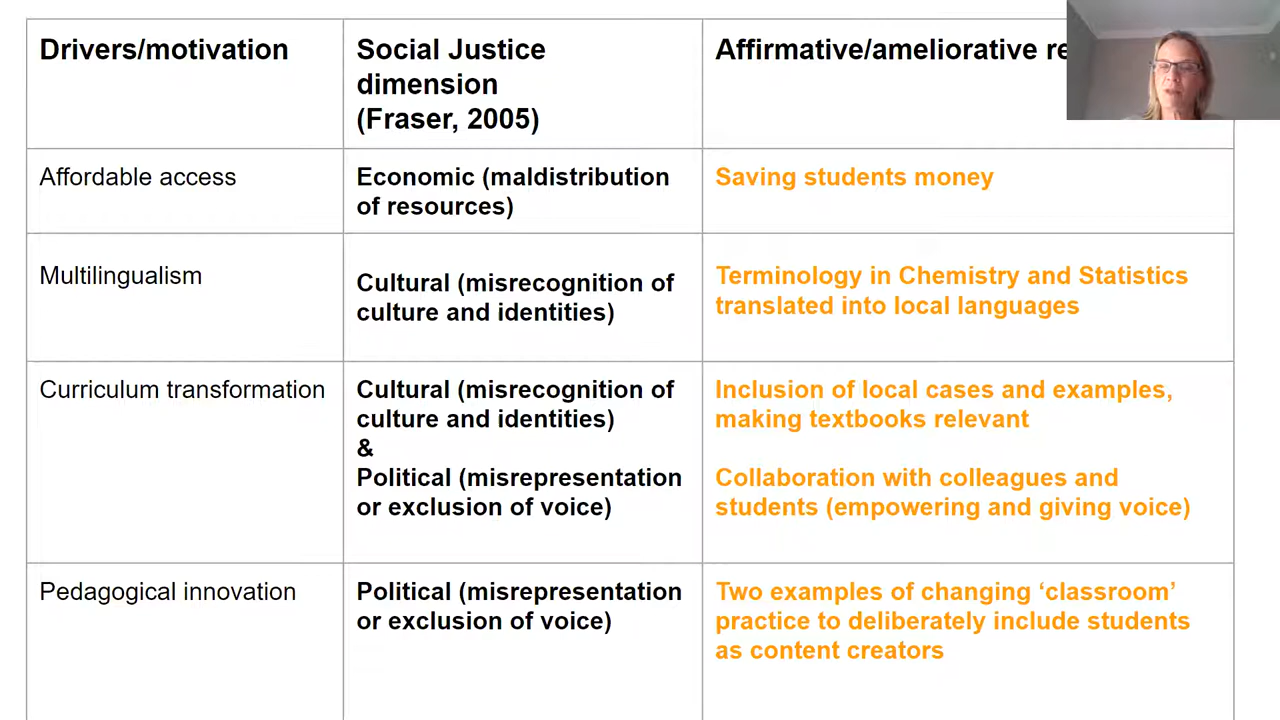 Drivers/motivation
Social Justice
dimension
(Fraser, 2005)
Affirmative/ameliorative
Affordable access
Economic (maldistribution
of resources)
Saving students money
Multilingualism
Cultural (misrecognition of
culture and identities)
Terminology in Chemistry and Statistics
translated into local languages
Curriculum transformation
Cultural (misrecognition of
culture and identities)
&
Political (misrepresentation
or exclusion of voice)
Inclusion of local cases and examples,
making textbooks relevant
Collaboration with colleagues and
students (empowering and giving voice)
Pedagogical innovation
Political (misrepresentation
or exclusion of voice)
Two examples of changing ‘classroom’
practice to deliberately include students
as content creators